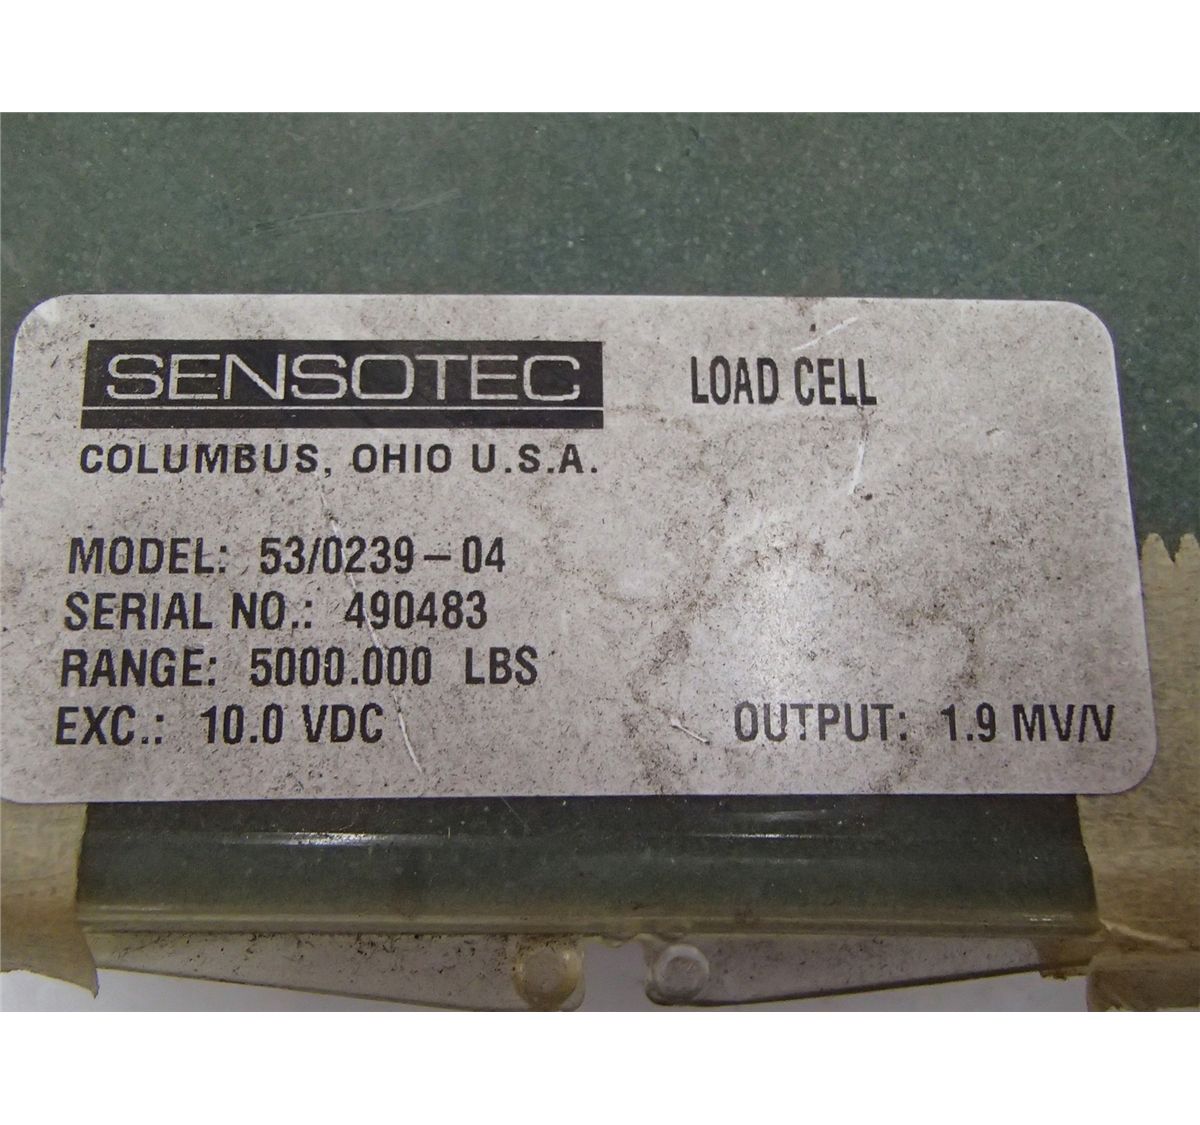 SENSOTEC LOAD CELL
COLUMBUS, OHIO U.S.A.
MODEL: 53/0239-04
SERIAL NO.: 490483
RANGE: 5000.000 LBS
EXC.: 10.0 VDC OUTPUT: 1.9 MV/V